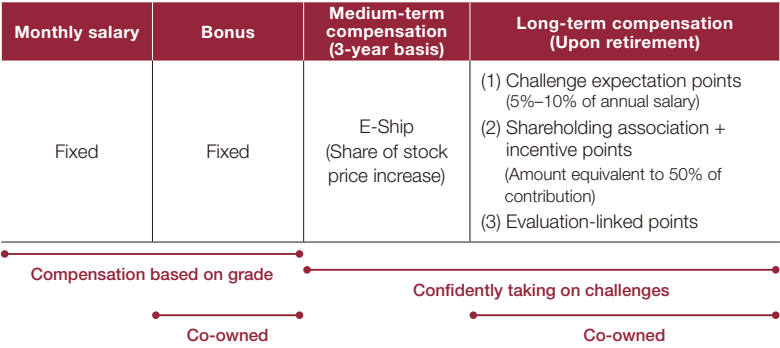 Monthly salary
Bonus
Medium-term
compensation
(3-year basis)
Long-term compensation
(Upon retirement)
Fixed
Fixed
E-Ship
(Share of stock
price increase)
(1) Challenge expectation points
(5%–10% of annual salary)
(2) Shareholding association +
incentive points
(Amount equivalent to 50% of
contribution)
(3) Evaluation-linked points
Compensation based on grade
Confidently taking on challenges
Co-owned
Co-owned